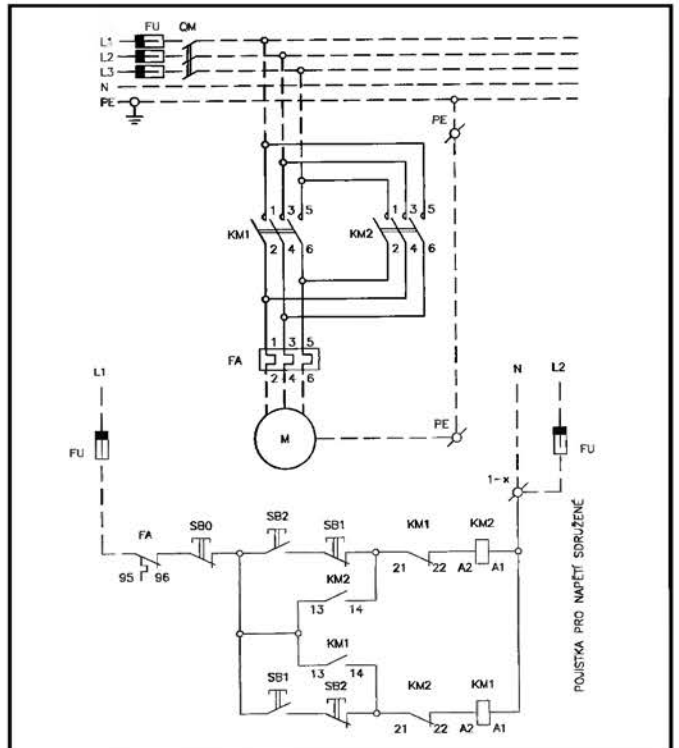 FU QM
L1
L2
L3
N
PE
PE
1 3 5
1 3 5
KM1
KM2
2 4 6
2 4 6
1 3 5
FA
2 4 6
L1
N
L2
M
PE
FU
FU
1~x
FA
SB0
SB2
SB1
KM1
KM2
95 96
21 22
A2 A1
KM2
13 14
KM1
13 14
SB1
SB2
KM2
KM1
21 22
A2 A1
POJISTKA PRO NAPĚTÍ SDRUŽENÉ